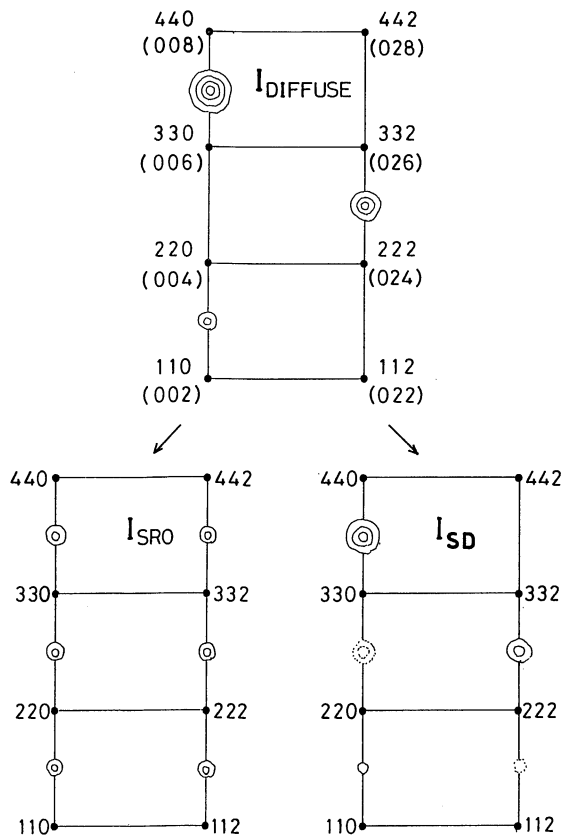 440 442
(008) (028)
I DIFFUSE
330 332
(006) (026)
220 222
(004) (024)
110 112
(002) (022)
440 442 440 442
I SRO I SD
330 332 330 332
220 222 220 222
110 112 110 112